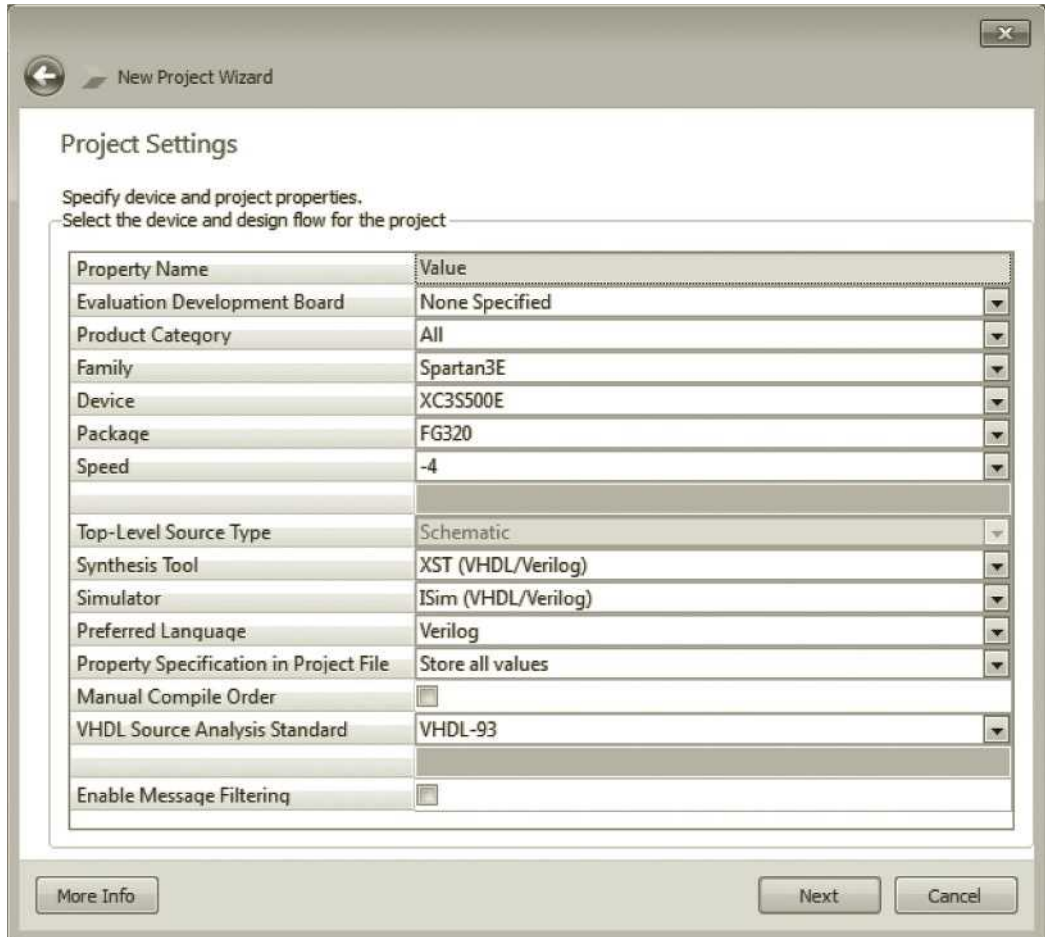 New Project Wizard
Project Settings
Specify device and project properties.
Select the device and design flow for the project
Property Name Value
Evaluation Development Board None Specified
Product Category All
Family Spartan3E
Device XC3S500E
Package FG320
Speed -4
Top-Level Source Type Schematic
Synthesis Tool XST (VHDL/Verilog)
Simulator ISim (VHDL/Verilog)
Preferred Language Verilog
Property Specification in Project File Store all values
Manual Compile Order
VHDL Source Analysis Standard VHDL-93
Enable Message Filtering
More Info Next Cancel